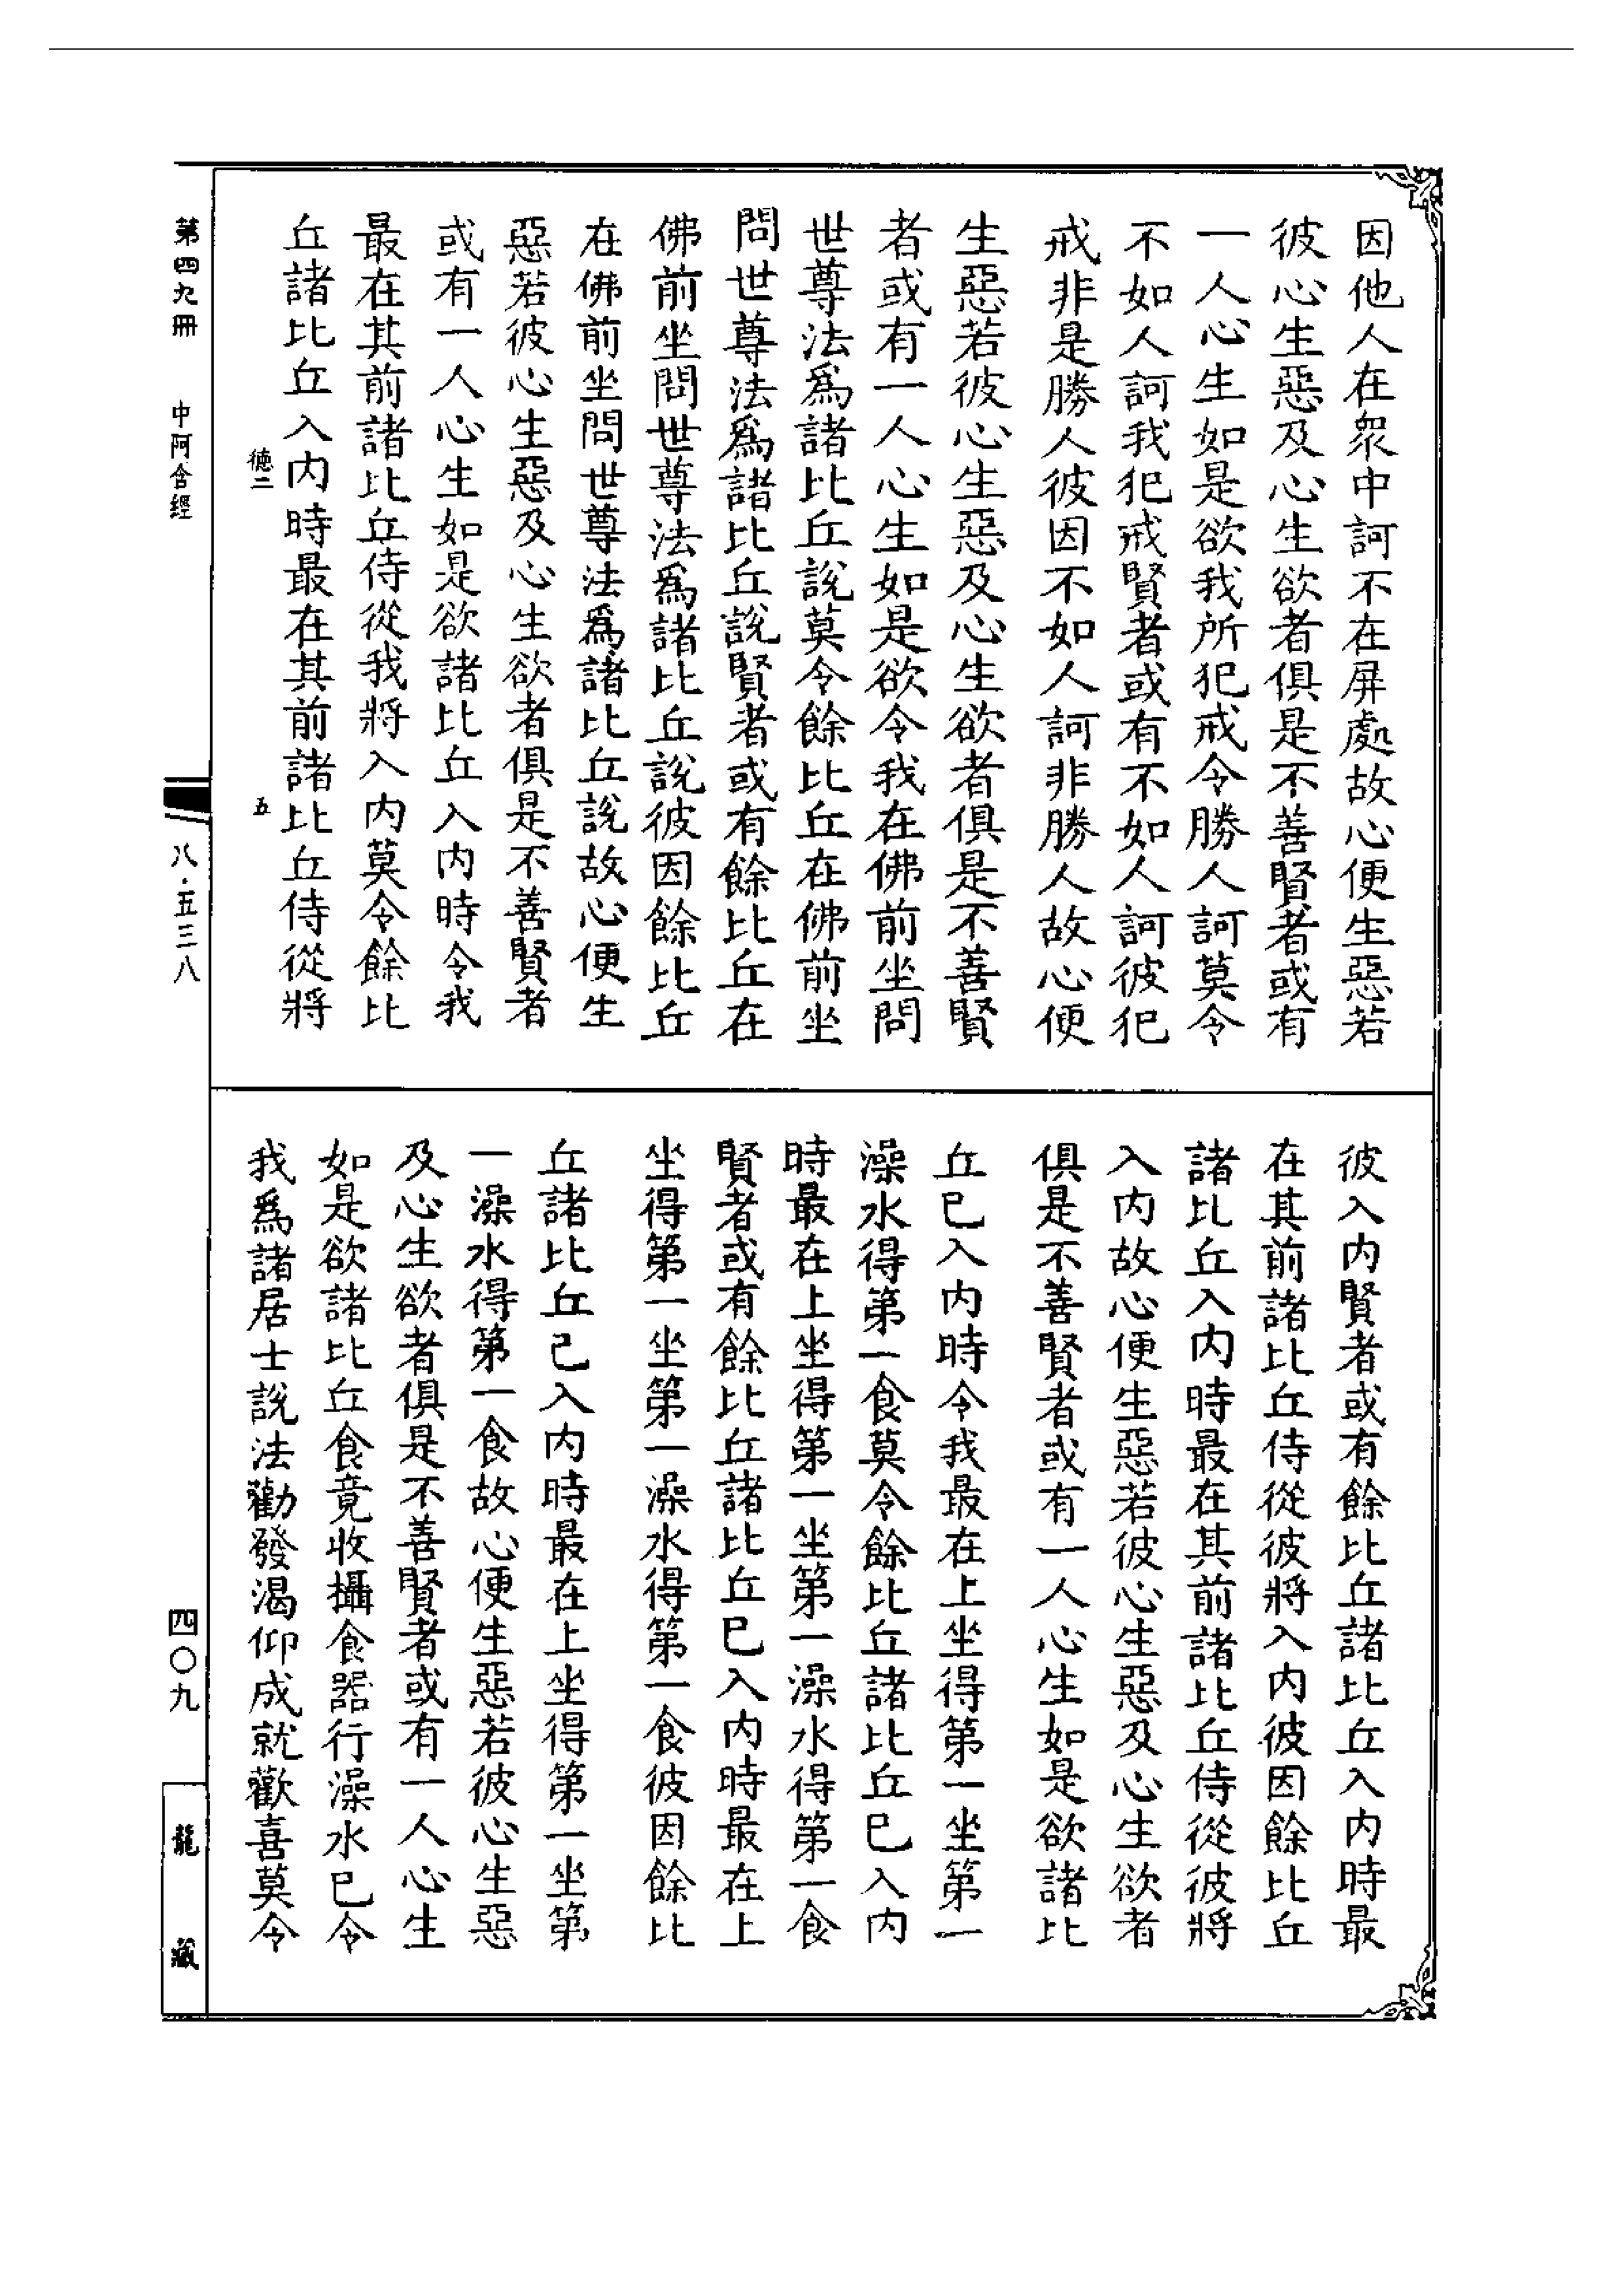 因他人在衆中訶不在屏處故心便生惡若
彼心生惡及心生欲者俱是不善賢者或有
一人心生如是欲我所犯戒令勝人訶莫令
不如人訶我犯戒賢者或有不如人訶彼犯
戒非是勝人彼因不如人訶非勝人故心便
生惡若彼心生惡及心生欲者俱是不善賢
者或有一人心生如是欲令我在佛前坐問
世尊法爲諸比丘說莫令餘比丘在佛前坐
問世尊法爲諸比丘說賢者或有餘比丘在
佛前坐問世尊法爲諸比丘說彼因餘比丘
在佛前坐問世尊法爲諸比丘說故心便生
惡若彼心生惡及心生欲者俱是不善賢者
或有一人心生如是欲諸比丘入內時令我
最在其前諸比丘侍從我將入內莫令餘比
丘諸比丘入內時最在其前諸比丘侍從將
德二 五
彼入內賢者或有餘比丘諸比丘入內時最
在其前諸比丘侍從彼將入內彼因餘比丘
諸比丘入內時最在其前諸比丘侍從彼將
入內故心便生惡若彼心生惡及心生欲者
俱是不善賢者或有一人心生如是欲諸比
丘已入內時令我最在上坐得第一坐第一
澡水得第一食莫令餘比丘諸比丘已入內
時最在上坐得第一坐第一澡水得第一食
賢者或有餘比丘諸比丘已入內時最在上
坐得第一坐第一澡水得第一食彼因餘比
丘諸比丘已入內時最在上坐得第一坐第
一澡水得第一食故心便生惡若彼心生惡
及心生欲者俱是不善賢者或有一人心生
如是欲諸比丘食竟收攝食器行澡水已令
我爲諸居士說法勸發渴仰成就歡喜莫令
第四九冊 中阿含經 八·五三八 四〇九 龍藏